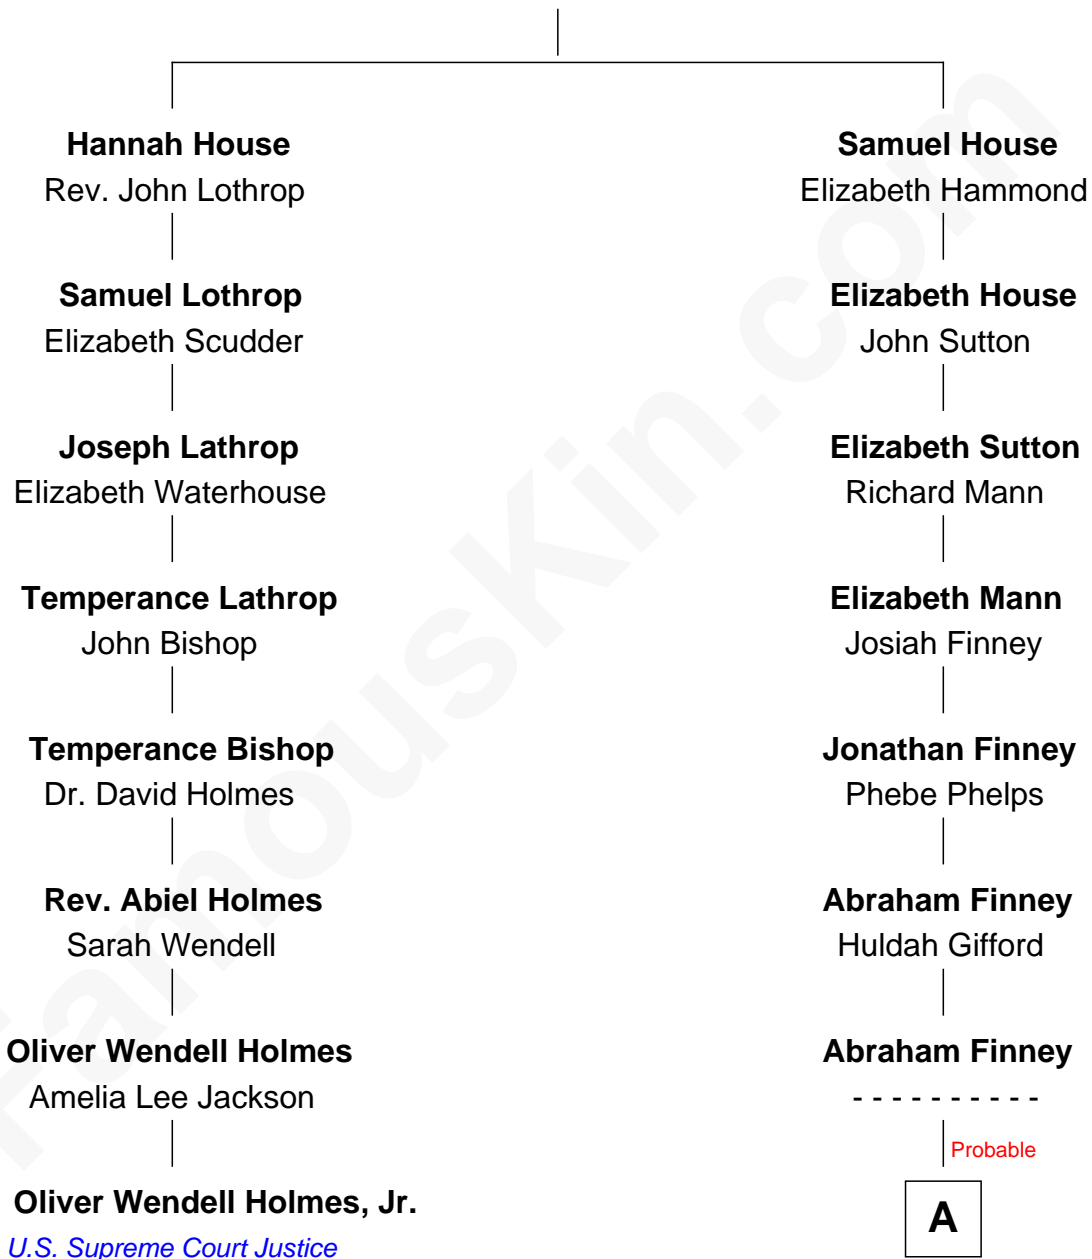 Hannah House
Rev. John Lothrop
Samuel House
Elizabeth Hammond
Samuel Lothrop
Elizabeth Scudder
Elizabeth House
John Sutton
Joseph Lathrop
Elizabeth Waterhouse
Elizabeth Sutton
Richard Mann
Temperance Lathrop
John Bishop
Elizabeth Mann
Josiah Finney
Temperance Bishop
Dr. David Holmes
Jonathan Finney
Phebe Phelps
Rev. Abiel Holmes
Sarah Wendell
Abraham Finney
Huldah Gifford
Oliver Wendell Holmes
Amelia Lee Jackson
Abraham Finney
- - - - - - - - - -
Probable
Oliver Wendell Holmes, Jr.
U.S. Supreme Court Justice
A
FamousKin.com